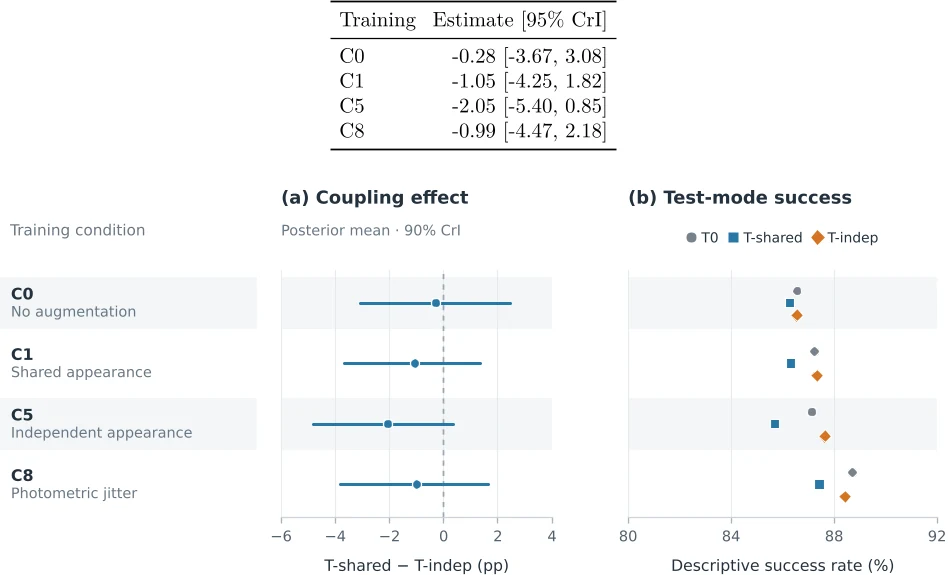 Training Estimate [95% CrI]
C0 -0.28 [-3.67, 3.08]
C1 -1.05 [-4.25, 1.82]
C5 -2.05 [-5.40, 0.85]
C8 -0.99 [-4.47, 2.18]
(a) Coupling effect
(b) Test-mode success
Training condition
Posterior mean · 90% CrI
T0 T-shared T-indep
C0
No augmentation
C1
Shared appearance
C5
Independent appearance
C8
Photometric jitter
−6 −4 −2 0 2 4
80 84 88 92
T-shared − T-indep (pp)
Descriptive success rate (%)